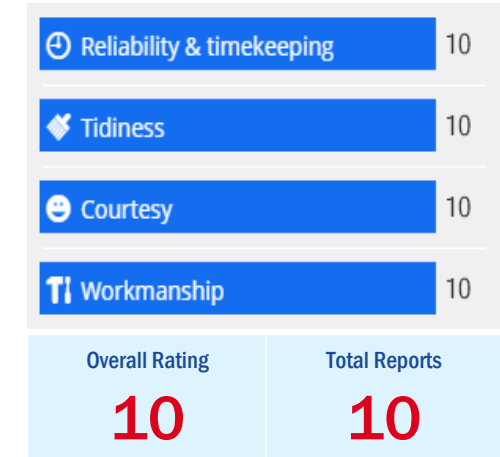 Reliability & timekeeping 10
Tidiness 10
Courtesy 10
Workmanship 10
Overall Rating Total Reports
10 10